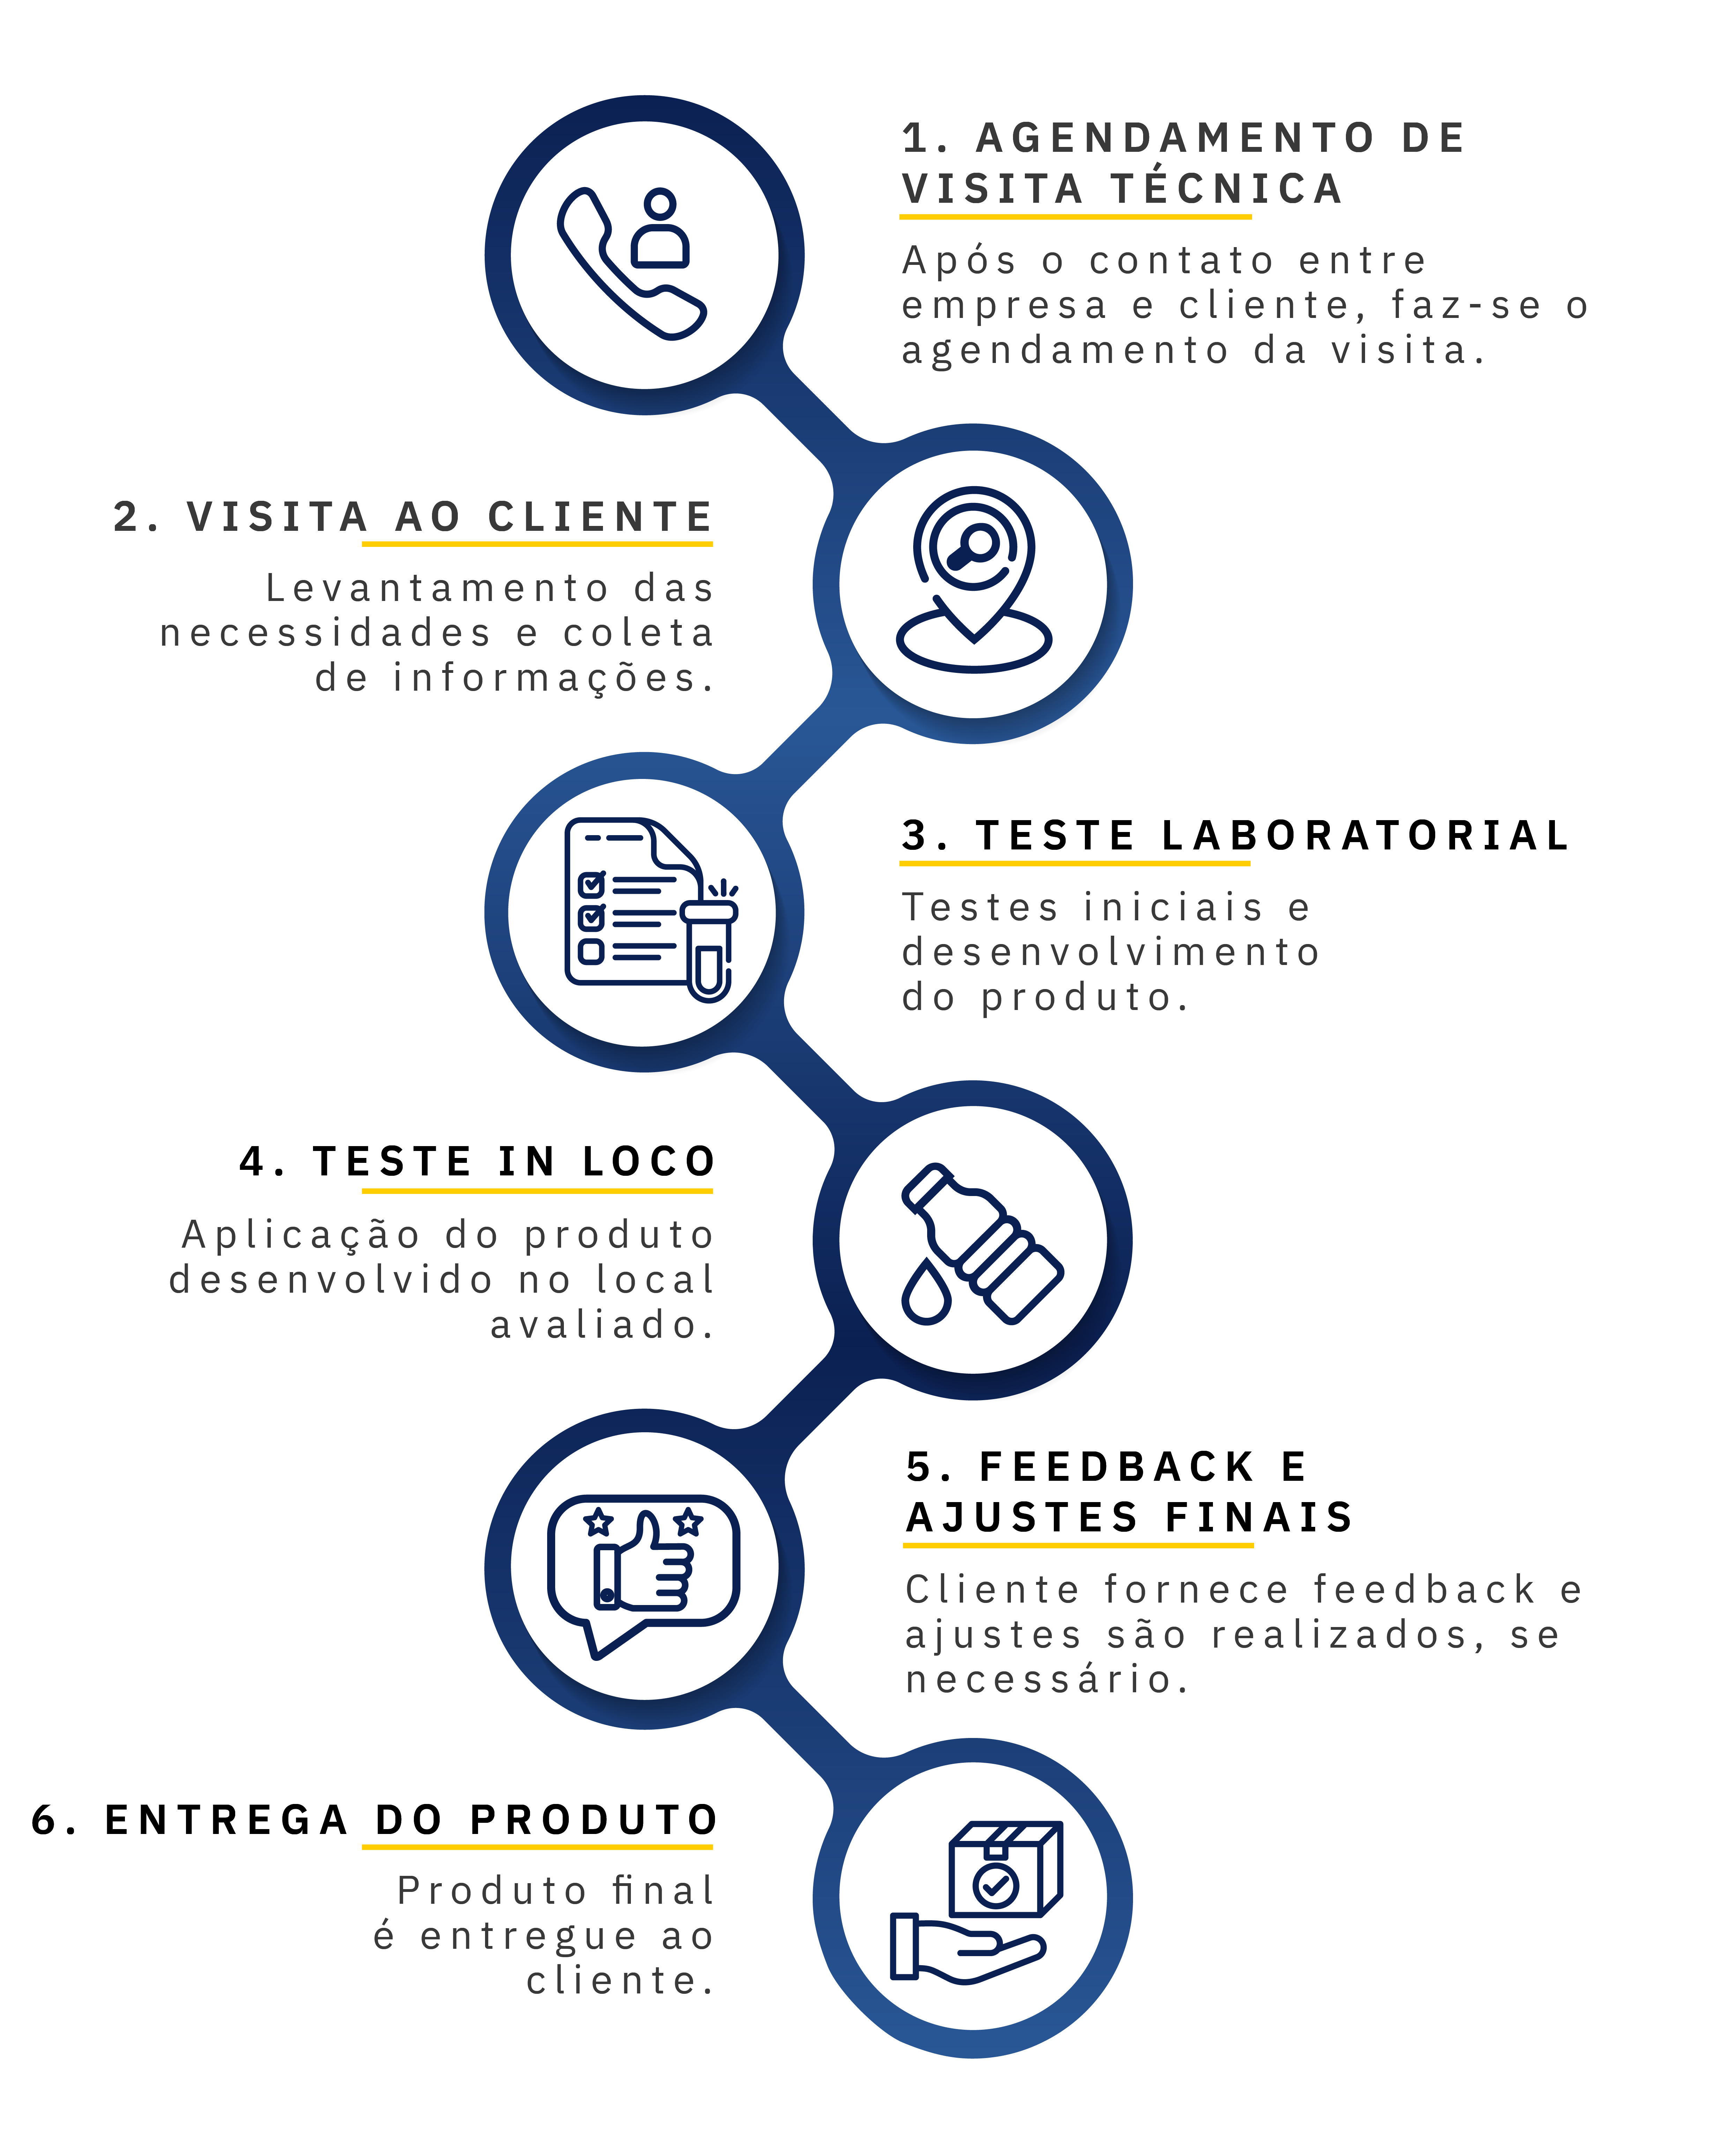 1. AGENDAMENTO DE
VISITA TÉCNICA
Após o contato entre
empresa e cliente, faz-se o
agendamento da visita.
2. VISITA AO CLIENTE
Levantamento das
necessidades e coleta
de informações.
3. TESTE LABORATORIAL
Testes iniciais e
desenvolvimento
do produto.
4. TESTE IN LOCO
Aplicação do produto
desenvolvido no local
avaliado.
5. FEEDBACK E
AJUSTES FINAIS
Cliente fornece feedback e
ajustes são realizados, se
necessário.
6. ENTREGA DO PRODUTO
Produto final
é entregue ao
cliente.